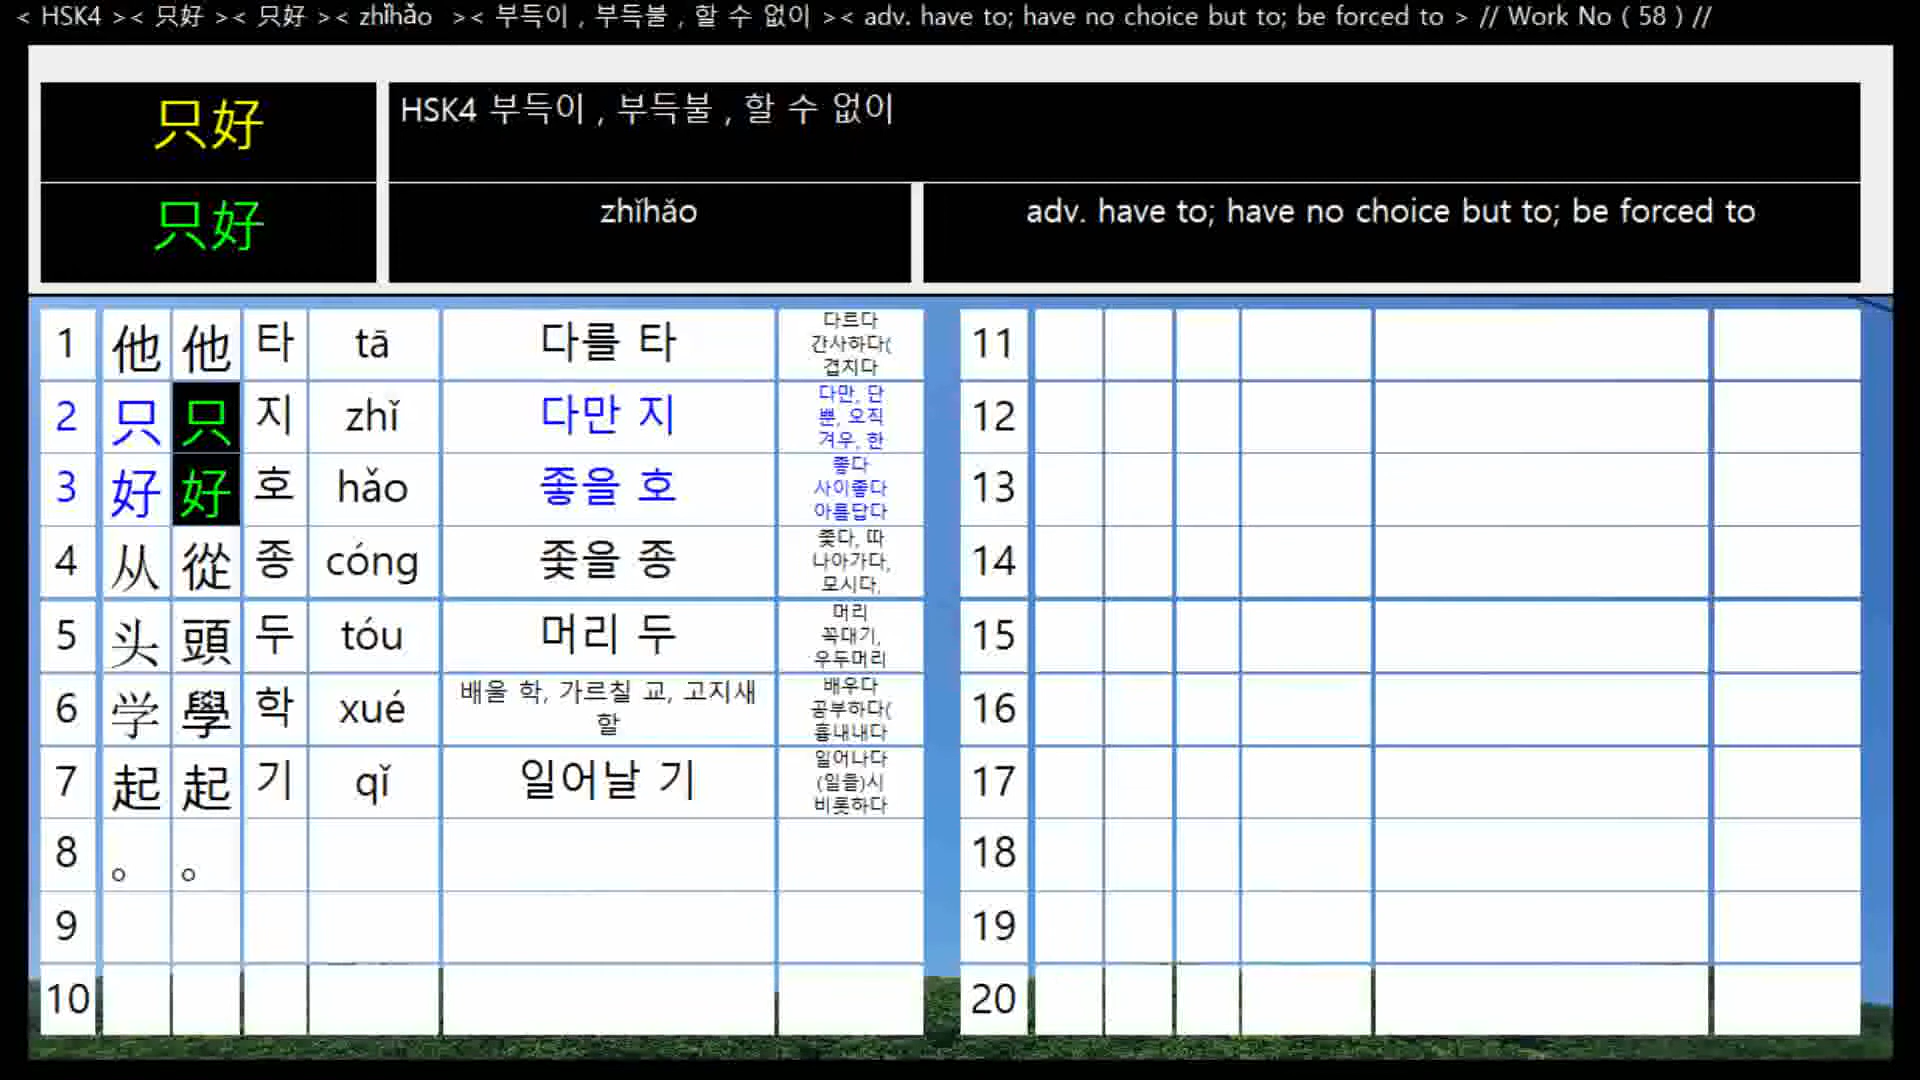 < HSK4 >< 只好 >< 只好 >< zhǐhǎo >< 부득이 , 부득불 , 할 수 없이 >< adv. have to; have no choice but to; be forced to > // Work No ( 58 ) //
只好
HSK4 부득이 , 부득불 , 할 수 없이
只好
zhǐhǎo
adv. have to; have no choice but to; be forced to
1 他 他 타 tā 다를 타 다르다 간사하다( 겹치다
2 只 只 지 zhǐ 다만 지 다만, 단 뿐, 오직 겨우, 한
3 好 好 호 hǎo 좋을 호 좋다 사이좋다 아름답다
4 从 從 종 cóng 좇을 종 쫓다, 따 나아가다, 모시다,
5 头 頭 두 tóu 머리 두 머리 꼭대기, 우두머리
6 学 學 학 xué 배울 학, 가르칠 교, 고지새 할 배우다 공부하다( 흉내내다
7 起 起 기 qǐ 일어날 기 일어나다 (일을)시 비롯하다
8 。 。
9
10
11
12
13
14
15
16
17
18
19
20